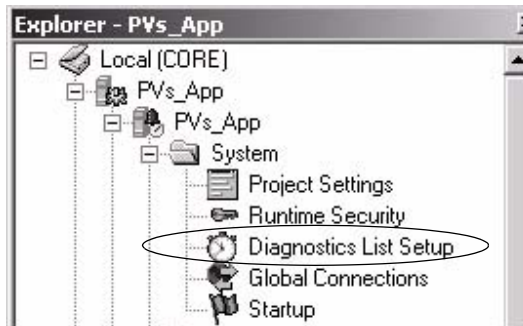 Explorer - PVs_App
Local (CORE)
PVs_App
PVs_App
System
Project Settings
Runtime Security
Diagnostics List Setup
Global Connections
Startup